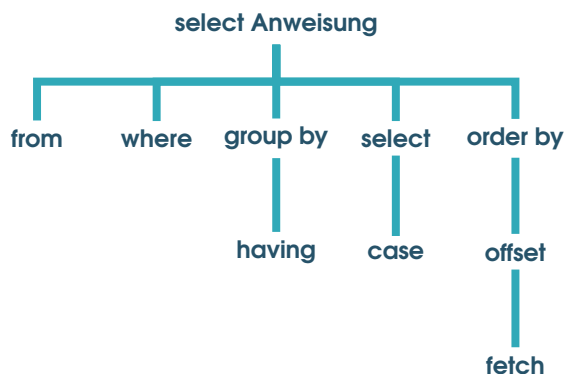 select Anweisung
from where group by select order by
having case offset
fetch